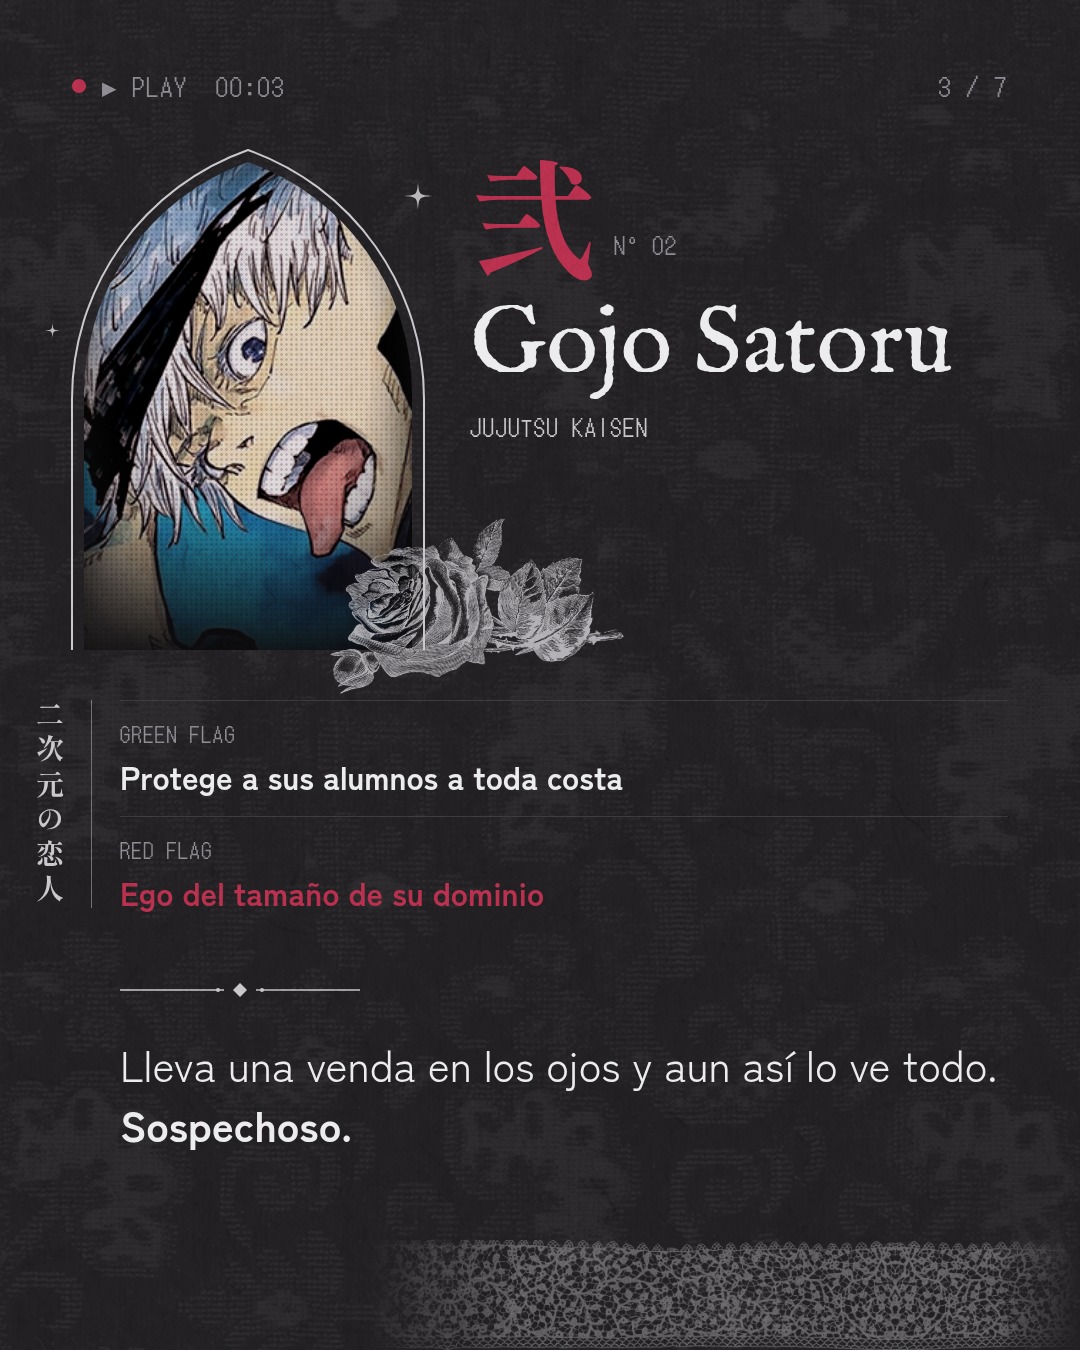 ▶ PLAY 00:03
3 / 7
弐
N° 02
Gojo Satoru
JUJUTSU KAISEN
二次元の恋人
GREEN FLAG
Protege a sus alumnos a toda costa
RED FLAG
Ego del tamaño de su dominio
Lleva una venda en los ojos y aun así lo ve todo.
Sospechoso.